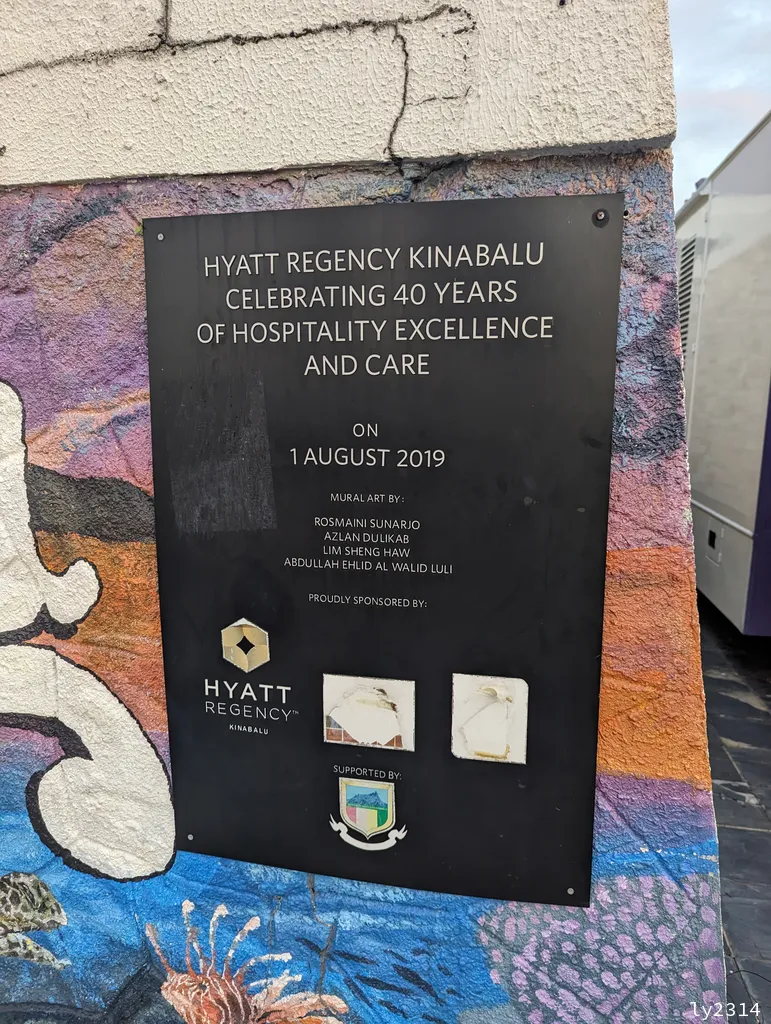 HYATT REGENCY KINABALU
CELEBRATING 40 YEARS
OF HOSPITALITY EXCELLENCE
AND CARE
ON
1 AUGUST 2019
MURAL ART BY:
ROSMAINI SUNARJO
AZLAN DULIKAB
LIM SHENG HAW
ABDULLAH EHLID AL WALID LULI
PROUDLY SPONSORED BY:
HYATT
REGENCY™
KINABALU
SUPPORTED BY:
ly2314